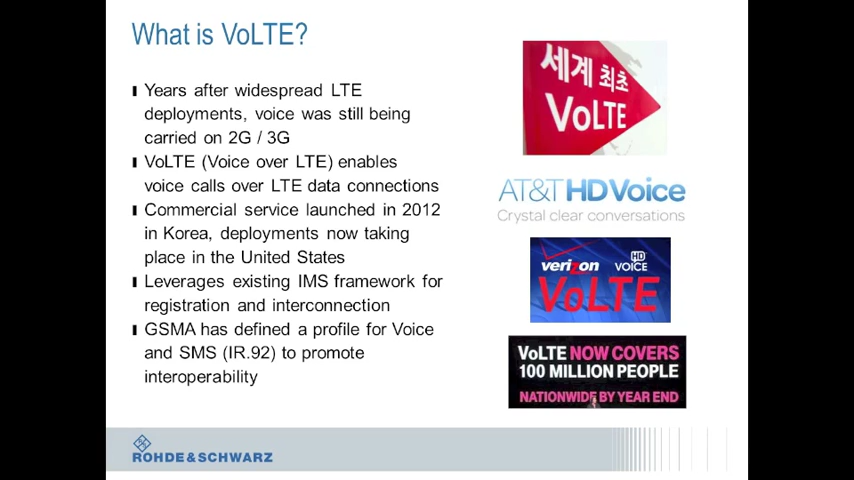 What is VoLTE?
Years after widespread LTE
deployments, voice was still being
carried on 2G / 3G
VoLTE (Voice over LTE) enables
voice calls over LTE data connections
Commercial service launched in 2012
in Korea, deployments now taking
place in the United States
Leverages existing IMS framework for
registration and interconnection
GSMA has defined a profile for Voice
and SMS (IR.92) to promote
interoperability
세계 최초
VoLTE
AT&T HD Voice
Crystal clear conversations
verizon HD VOICE
VoLTE
VoLTE NOW COVERS
100 MILLION PEOPLE
NATIONWIDE BY YEAR END
ROHDE & SCHWARZ